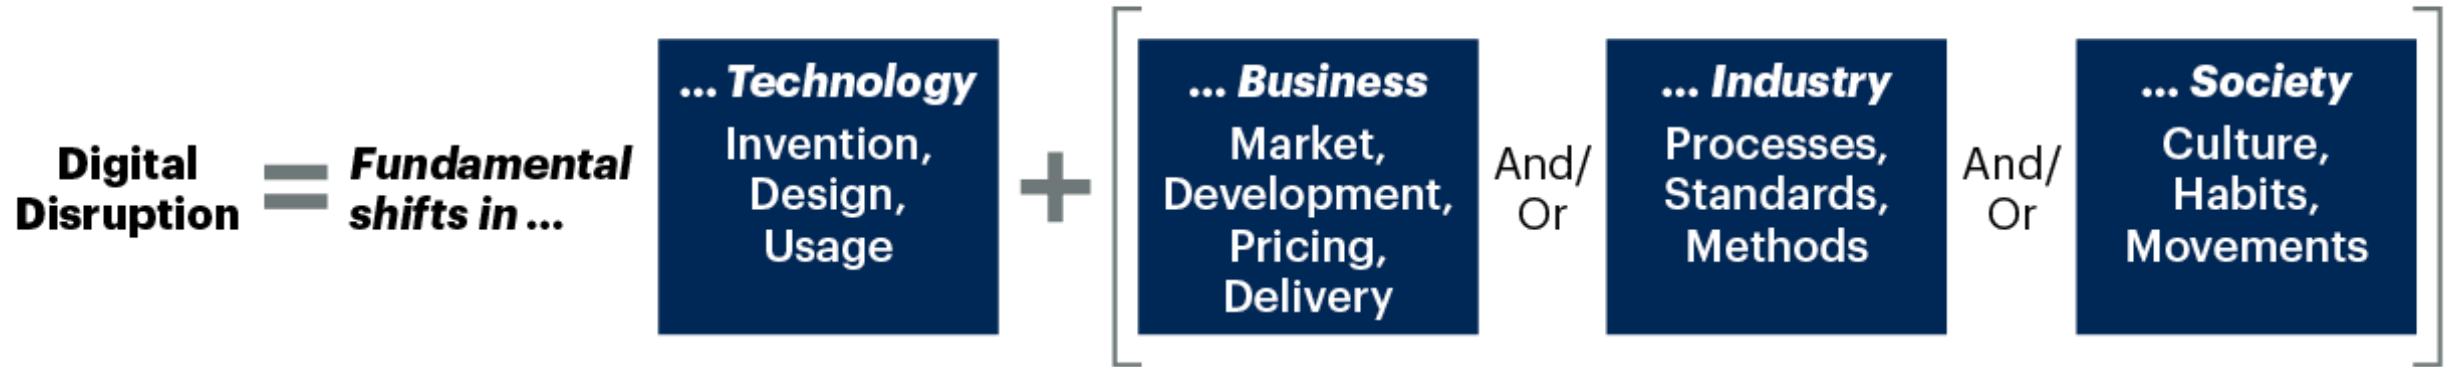 Digital
Disruption
=
Fundamental
shifts in ...
... Technology
Invention,
Design,
Usage
+
... Business
Market,
Development,
Pricing,
Delivery
And/
Or
... Industry
Processes,
Standards,
Methods
And/
Or
... Society
Culture,
Habits,
Movements